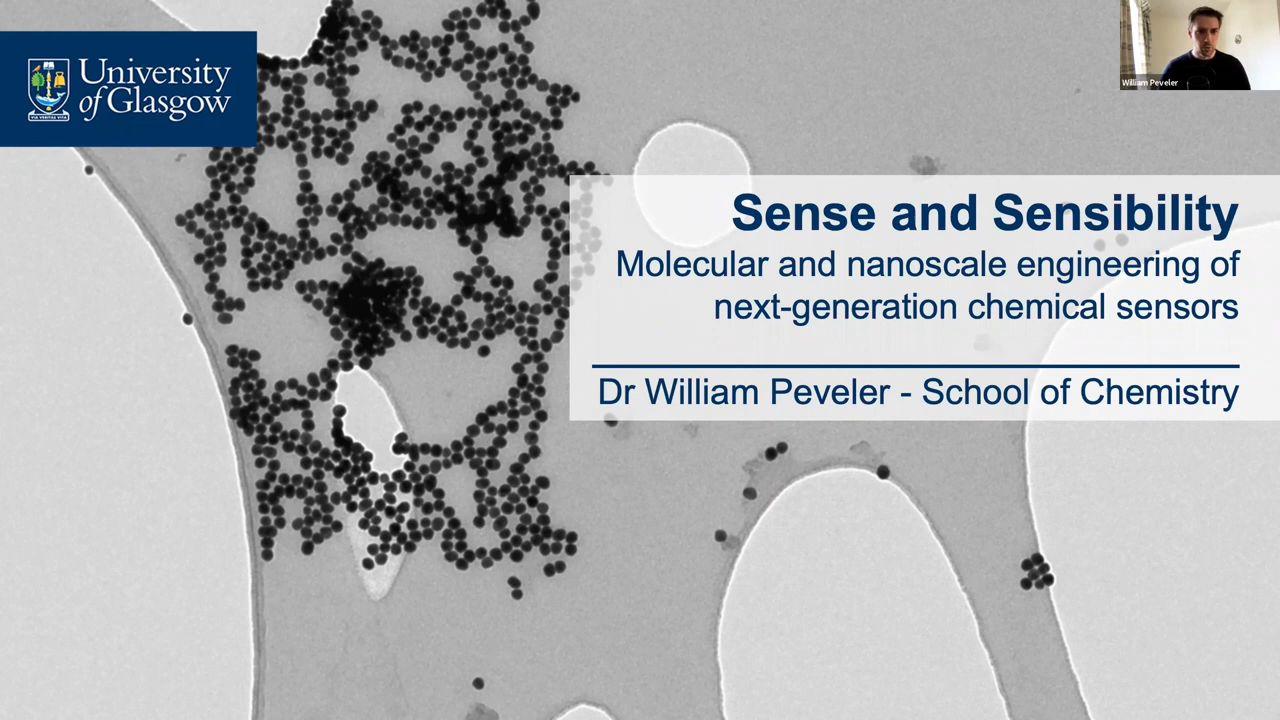 University
of Glasgow
VIA VERITAS VITA
William Peveler
Sense and Sensibility
Molecular and nanoscale engineering of
next-generation chemical sensors
Dr William Peveler - School of Chemistry